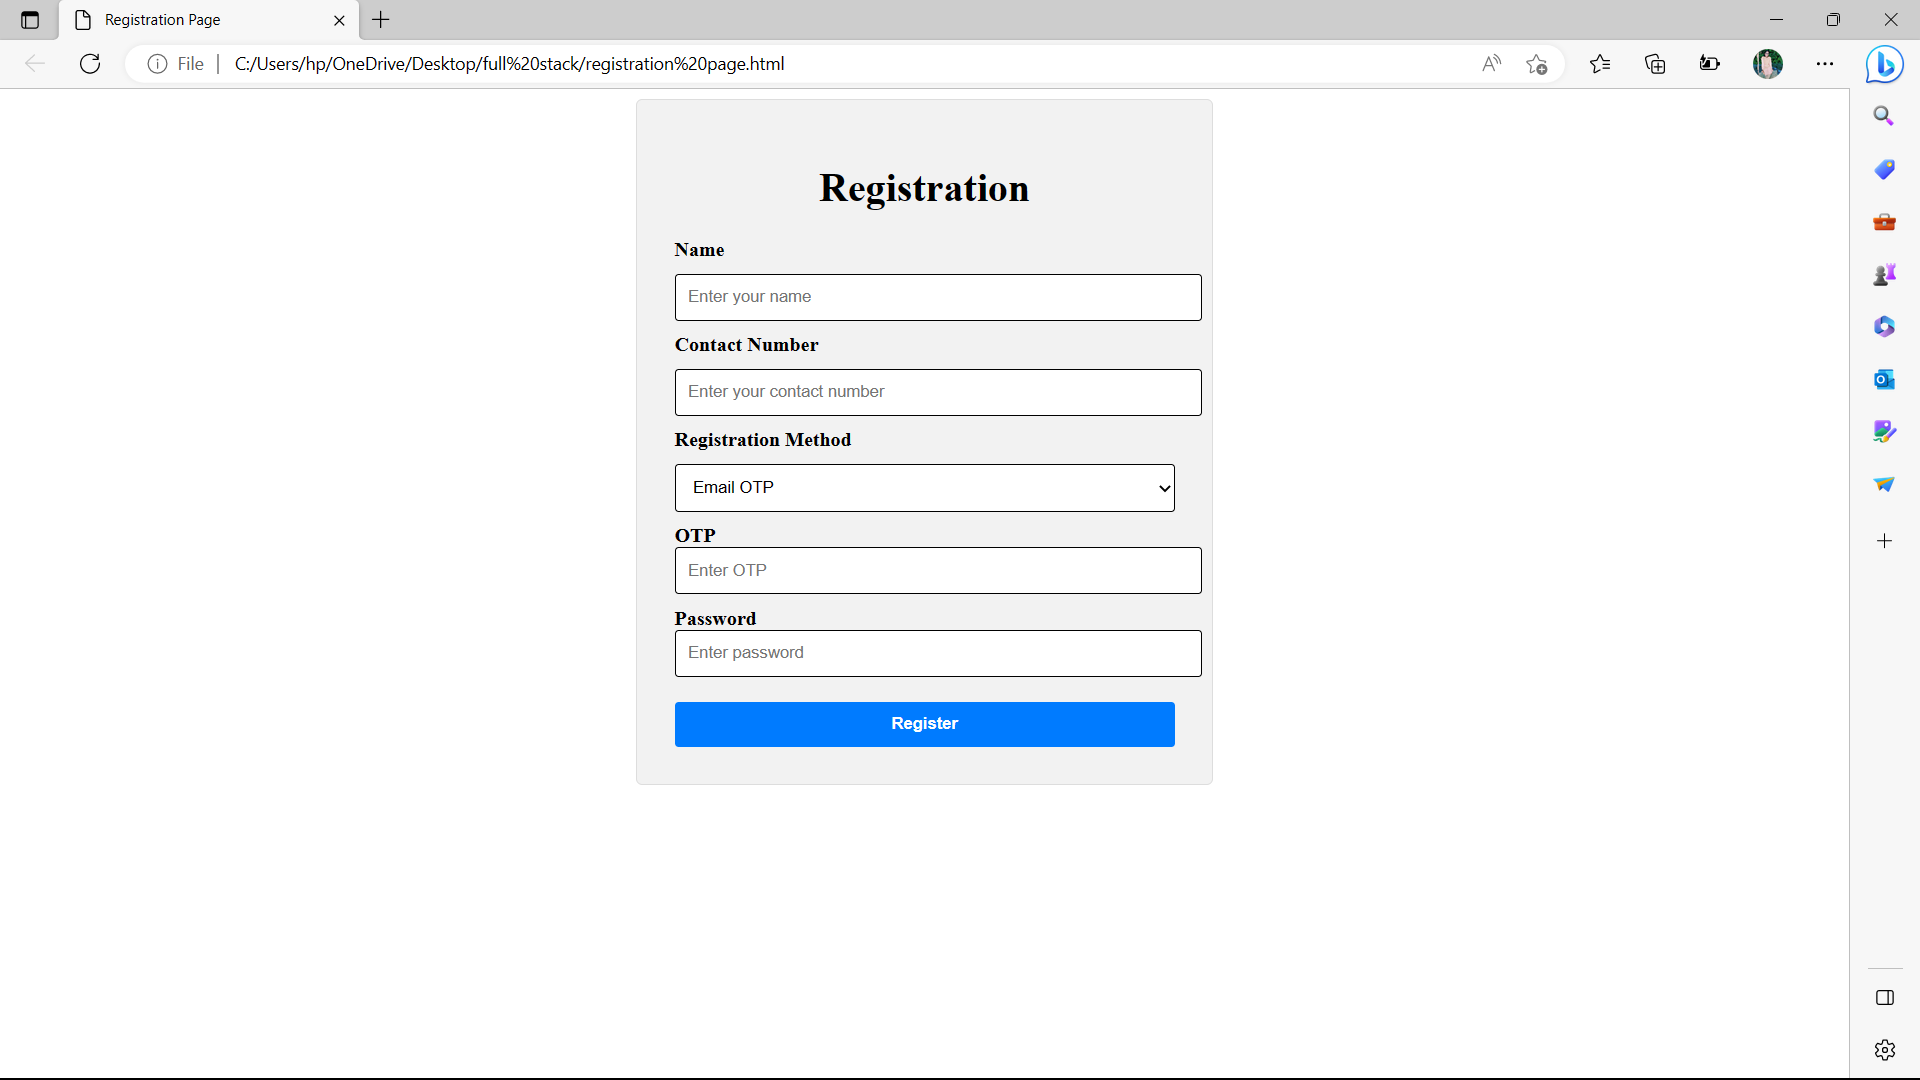 Registration Page
File
C:/Users/hp/OneDrive/Desktop/full%20stack/registration%20page.html
Registration
Name
Enter your name
Contact Number
Enter your contact number
Registration Method
Email OTP
OTP
Enter OTP
Password
Enter password
Register